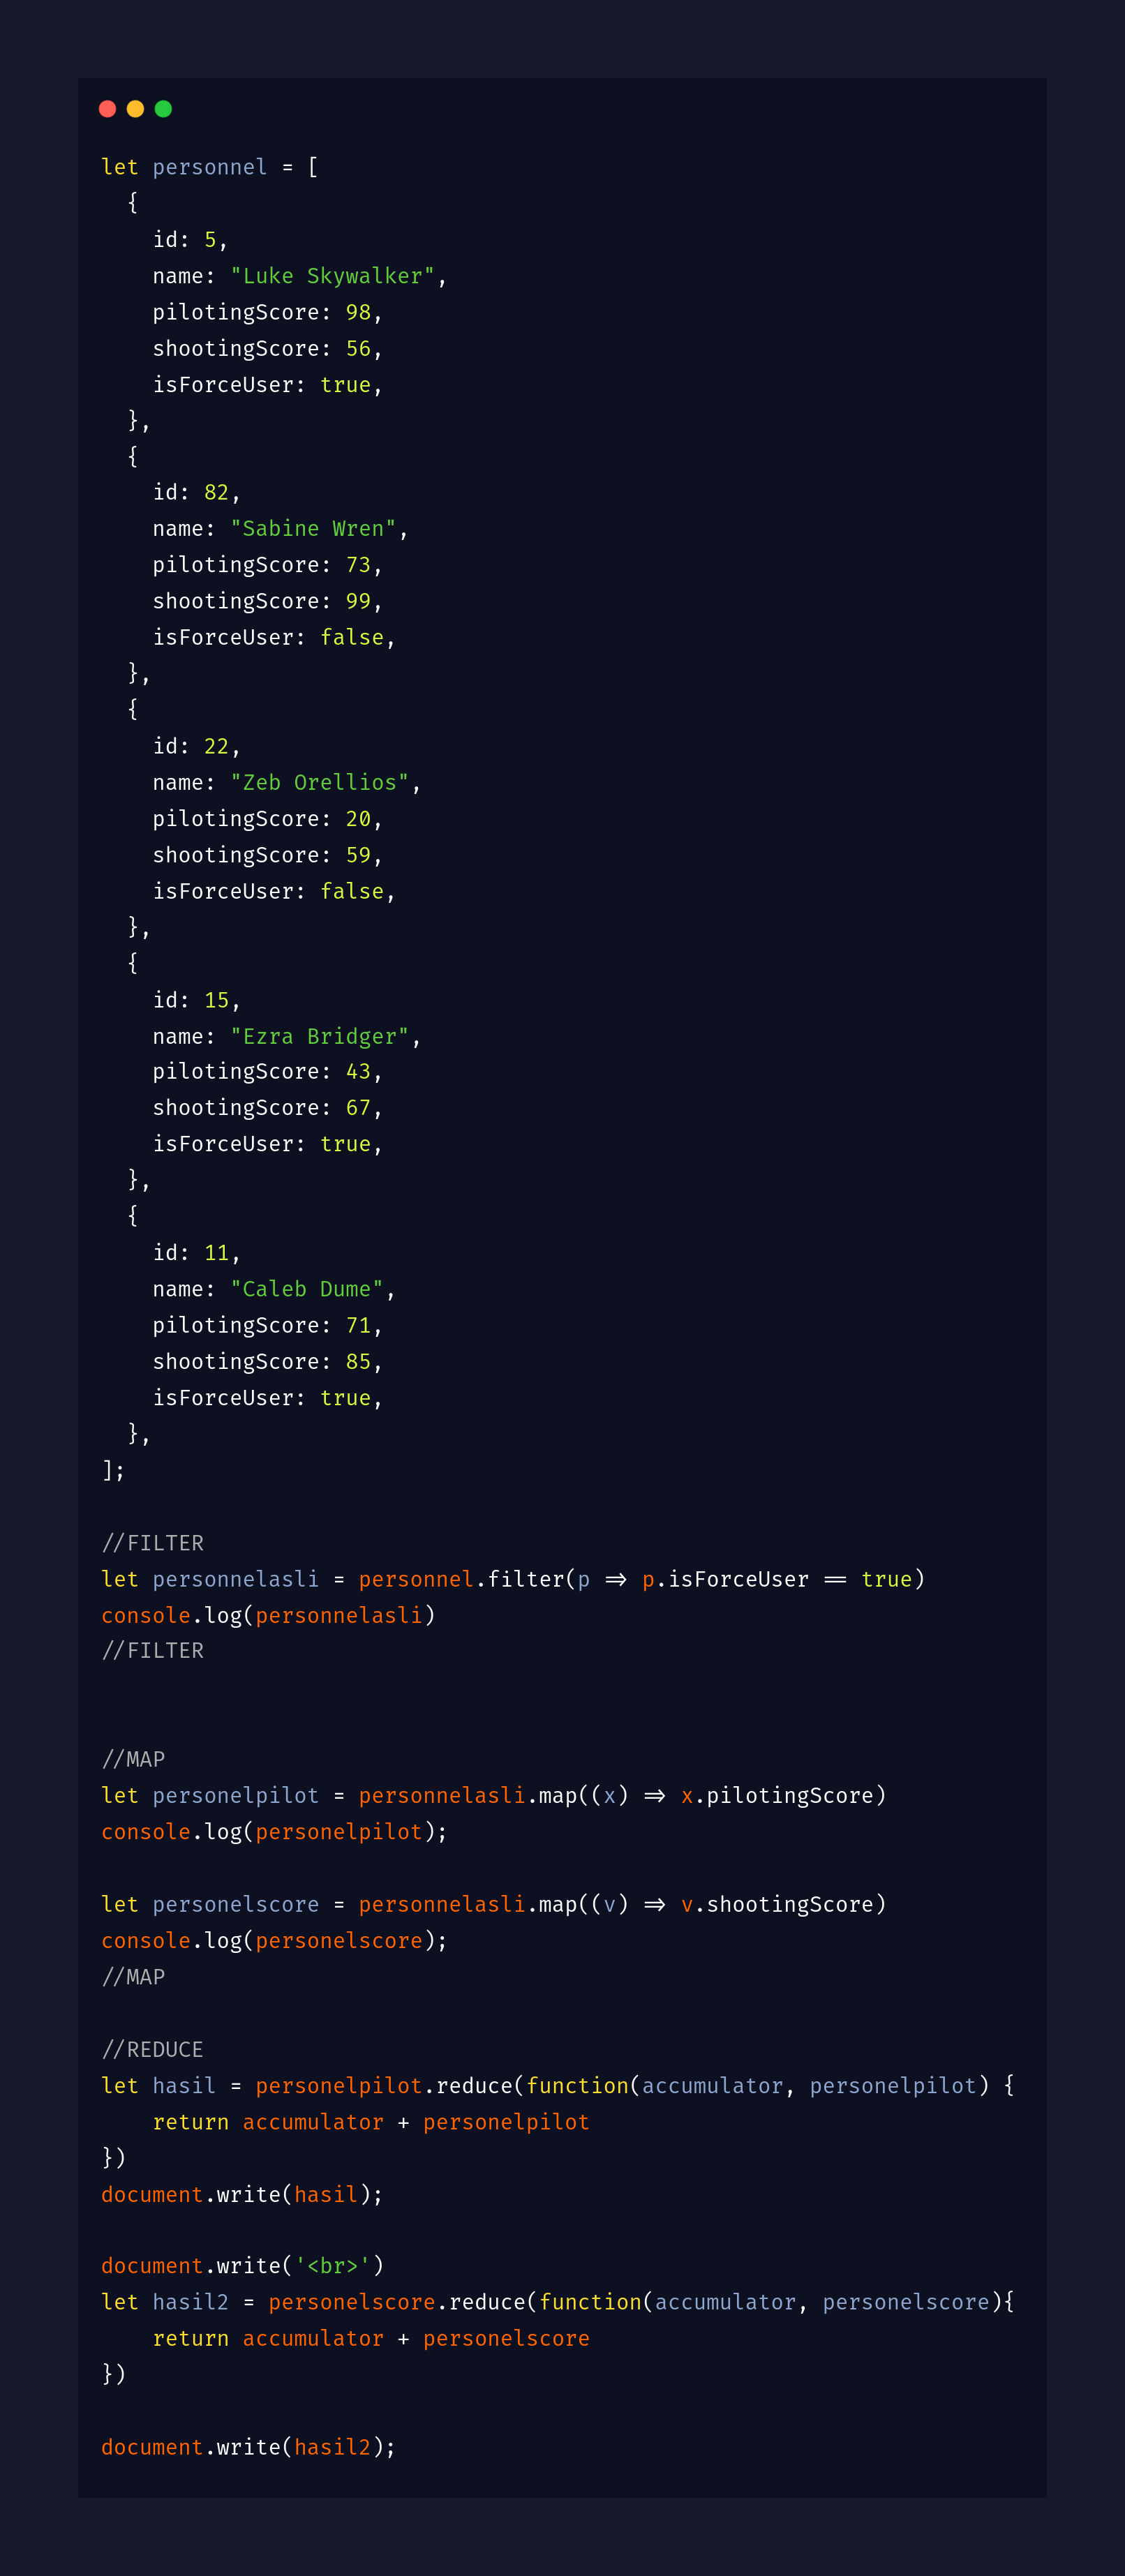 let personnel = [
  {
    id: 5,
    name: "Luke Skywalker",
    pilotingScore: 98,
    shootingScore: 56,
    isForceUser: true,
  },
  {
    id: 82,
    name: "Sabine Wren",
    pilotingScore: 73,
    shootingScore: 99,
    isForceUser: false,
  },
  {
    id: 22,
    name: "Zeb Orellios",
    pilotingScore: 20,
    shootingScore: 59,
    isForceUser: false,
  },
  {
    id: 15,
    name: "Ezra Bridger",
    pilotingScore: 43,
    shootingScore: 67,
    isForceUser: true,
  },
  {
    id: 11,
    name: "Caleb Dume",
    pilotingScore: 71,
    shootingScore: 85,
    isForceUser: true,
  },
];

//FILTER
let personnelasli = personnel.filter(p => p.isForceUser == true)
console.log(personnelasli)
//FILTER

//MAP
let personelpilot = personnelasli.map((x) => x.pilotingScore)
console.log(personelpilot);

let personelscore = personnelasli.map((v) => v.shootingScore)
console.log(personelscore);
//MAP

//REDUCE
let hasil = personelpilot.reduce(function(accumulator, personelpilot) {
    return accumulator + personelpilot
})
document.write(hasil);

document.write('<br>')
let hasil2 = personelscore.reduce(function(accumulator, personelscore){
    return accumulator + personelscore
})

document.write(hasil2);